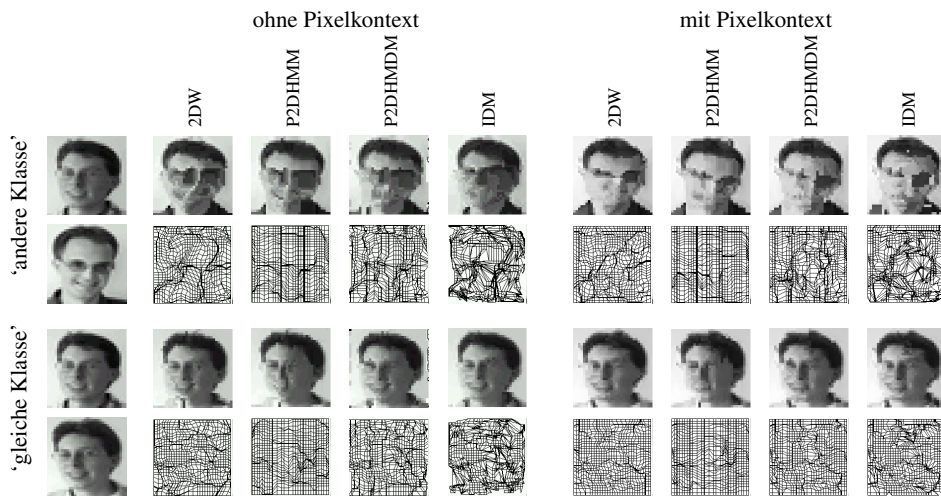 ohne Pixelkontext
mit Pixelkontext
2DW
P2DHMM
P2DHMDM
IDM
2DW
P2DHMM
P2DHMDM
IDM
‘andere Klasse’
‘gleiche Klasse’